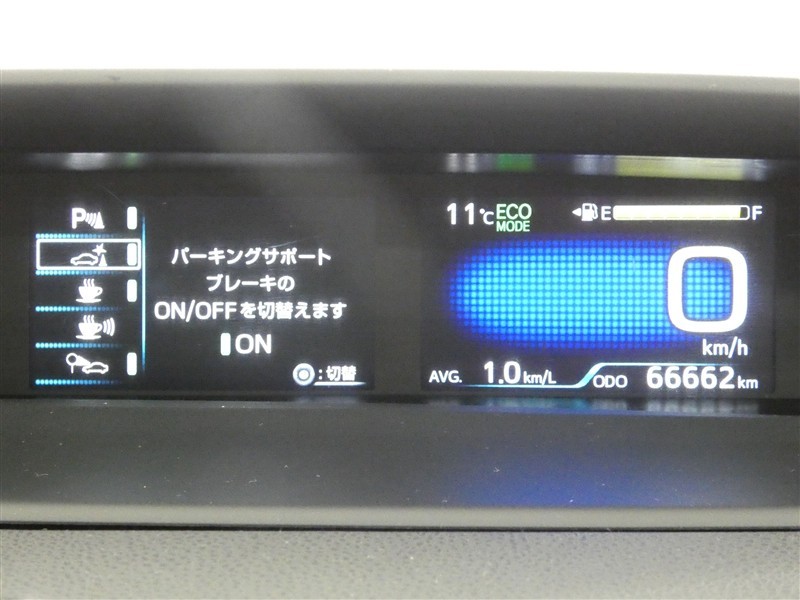 P
パーキングサポート
ブレーキの
ON/OFFを切替えます
ON
:切替
11℃
ECO
MODE
E F
0
km/h
AVG. 1.0km/L
ODO 66662km